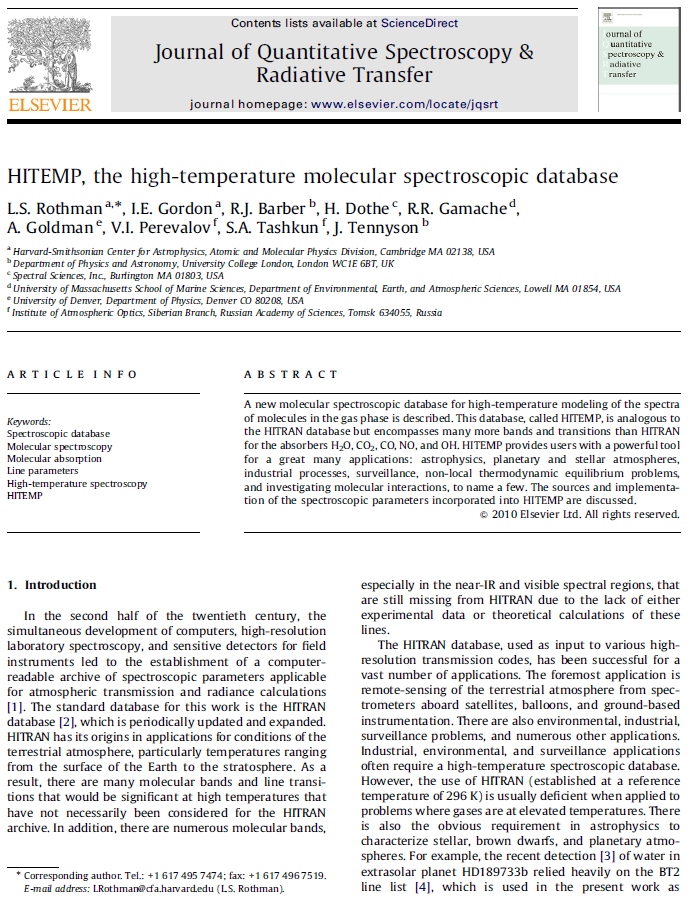 Contents lists available at ScienceDirect
Journal of Quantitative Spectroscopy &
Radiative Transfer
journal homepage: www.elsevier.com/locate/jqsrt
ELSEVIER
ournal of
uantitative
pectroscopy &
adiative
ransfer
HITEMP, the high-temperature molecular spectroscopic database
L.S. Rothman a,*, I.E. Gordon a, R.J. Barber b, H. Dothe c, R.R. Gamache d,
A. Goldman e, V.I. Perevalov f, S.A. Tashkun f, J. Tennyson b
a Harvard-Smithsonian Center for Astrophysics, Atomic and Molecular Physics Division, Cambridge MA 02138, USA
b Department of Physics and Astronomy, University College London, London WC1E 6BT, UK
c Spectral Sciences, Inc., Burlington MA 01803, USA
d University of Massachusetts School of Marine Sciences, Department of Environmental, Earth, and Atmospheric Sciences, Lowell MA 01854, USA
e University of Denver, Department of Physics, Denver CO 80208, USA
f Institute of Atmospheric Optics, Siberian Branch, Russian Academy of Sciences, Tomsk 634055, Russia
ARTICLE INFO
Keywords:
Spectroscopic database
Molecular spectroscopy
Molecular absorption
Line parameters
High-temperature spectroscopy
HITEMP
ABSTRACT
A new molecular spectroscopic database for high-temperature modeling of the spectra
of molecules in the gas phase is described. This database, called HITEMP, is analogous to
the HITRAN database but encompasses many more bands and transitions than HITRAN
for the absorbers H₂O, CO₂, CO, NO, and OH. HITEMP provides users with a powerful tool
for a great many applications: astrophysics, planetary and stellar atmospheres,
industrial processes, surveillance, non-local thermodynamic equilibrium problems,
and investigating molecular interactions, to name a few. The sources and implementa-
tion of the spectroscopic parameters incorporated into HITEMP are discussed.
© 2010 Elsevier Ltd. All rights reserved.
1. Introduction
In the second half of the twentieth century, the
simultaneous development of computers, high-resolution
laboratory spectroscopy, and sensitive detectors for field
instruments led to the establishment of a computer-
readable archive of spectroscopic parameters applicable
for atmospheric transmission and radiance calculations
[1]. The standard database for this work is the HITRAN
database [2], which is periodically updated and expanded.
HITRAN has its origins in applications for conditions of the
terrestrial atmosphere, particularly temperatures ranging
from the surface of the Earth to the stratosphere. As a
result, there are many molecular bands and line transi-
tions that would be significant at high temperatures that
have not necessarily been considered for the HITRAN
archive. In addition, there are numerous molecular bands,
* Corresponding author. Tel.: +1 617 495 7474; fax: +1 617 496 7519.
E-mail address: LRothman@cfa.harvard.edu (L.S. Rothman).
especially in the near-IR and visible spectral regions, that
are still missing from HITRAN due to the lack of either
experimental data or theoretical calculations of these
lines.
The HITRAN database, used as input to various high-
resolution transmission codes, has been successful for a
vast number of applications. The foremost application is
remote-sensing of the terrestrial atmosphere from spec-
trometers aboard satellites, balloons, and ground-based
instrumentation. There are also environmental, industrial,
surveillance problems, and numerous other applications.
Industrial, environmental, and surveillance applications
often require a high-temperature spectroscopic database.
However, the use of HITRAN (established at a reference
temperature of 296 K) is usually deficient when applied to
problems where gases are at elevated temperatures. There
is also the obvious requirement in astrophysics to
characterize stellar, brown dwarfs, and planetary atmo-
spheres. For example, the recent detection [3] of water in
extrasolar planet HD189733b relied heavily on the BT2
line list [4], which is used in the present work as